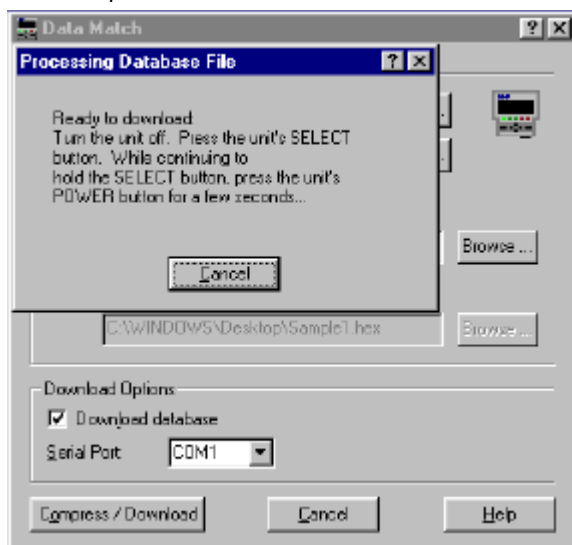 Data Match
Processing Database File
Ready to download
Turn the unit off. Press the unit's SELECT
button. While continuing to
hold the SELECT button, press the unit's
POWER button for a few seconds...
Cancel
Browse ...
C:\WINDOWS\Desktop\Sample1.hex
Browse ...
Download Options
Download database
Serial Port
COM1
Compress / Download
Cancel
Help